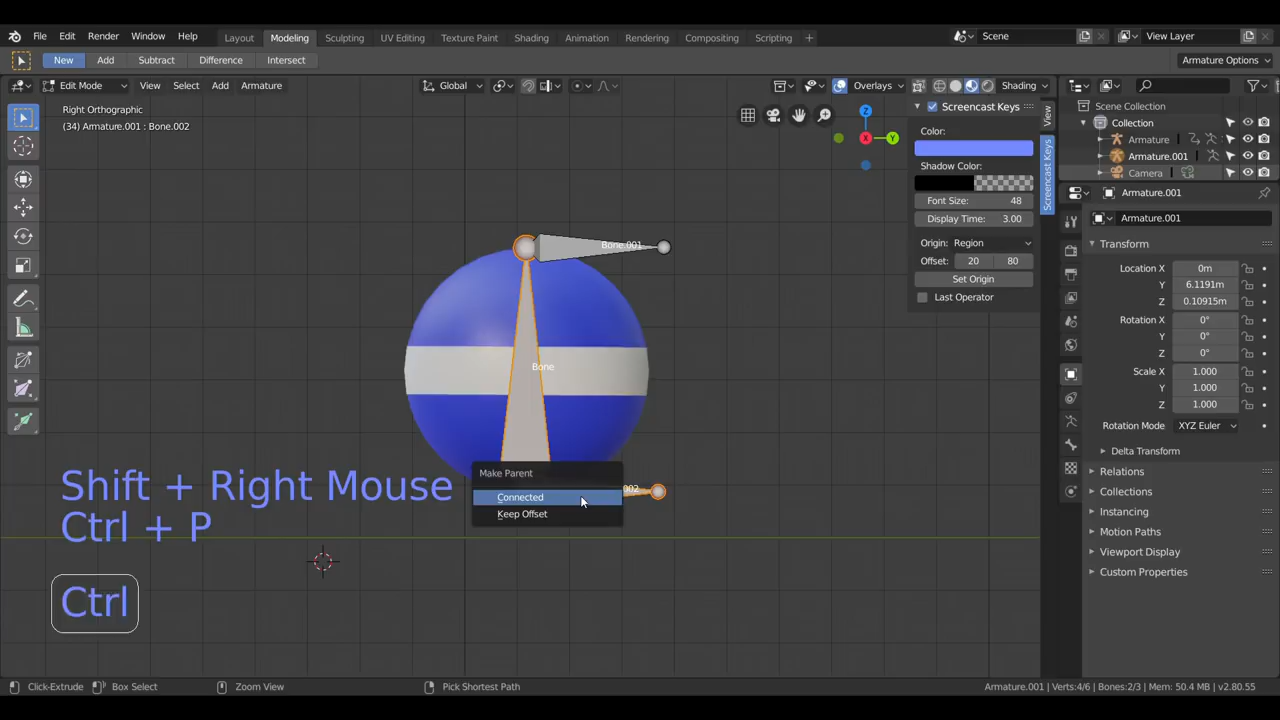 File Edit Render Window Help Layout Modeling Sculpting UV Editing Texture Paint Shading Animation Rendering Compositing Scripting + Scene View Layer
New Add Subtract Difference Intersect Armature Options
Edit Mode View Select Add Armature Global Overlays Shading
Right Orthographic
(34) Armature.001 : Bone.002
Z
X
Y
Screencast Keys
Color:
Shadow Color:
Font Size: 48
Display Time: 3.00
Origin: Region
Offset: 20 80
Set Origin
Last Operator
View
Screencast Keys
Scene Collection
Collection
Armature
Armature.001
Camera
Armature.001
Armature.001
Transform
Location X 0m
Y 6.1191m
Z 0.10915m
Rotation X 0°
Y 0°
Z 0°
Scale X 1.000
Y 1.000
Z 1.000
Rotation Mode XYZ Euler
Delta Transform
Relations
Collections
Instancing
Motion Paths
Viewport Display
Custom Properties
Bone.001
Bone
002
Make Parent
Connected
Keep Offset
Shift + Right Mouse
Ctrl + P
Ctrl
Click-Extrude Box Select Zoom View Pick Shortest Path Armature.001 | Verts:4/6 | Bones:2/3 | Mem: 50.4 MB | v2.80.55